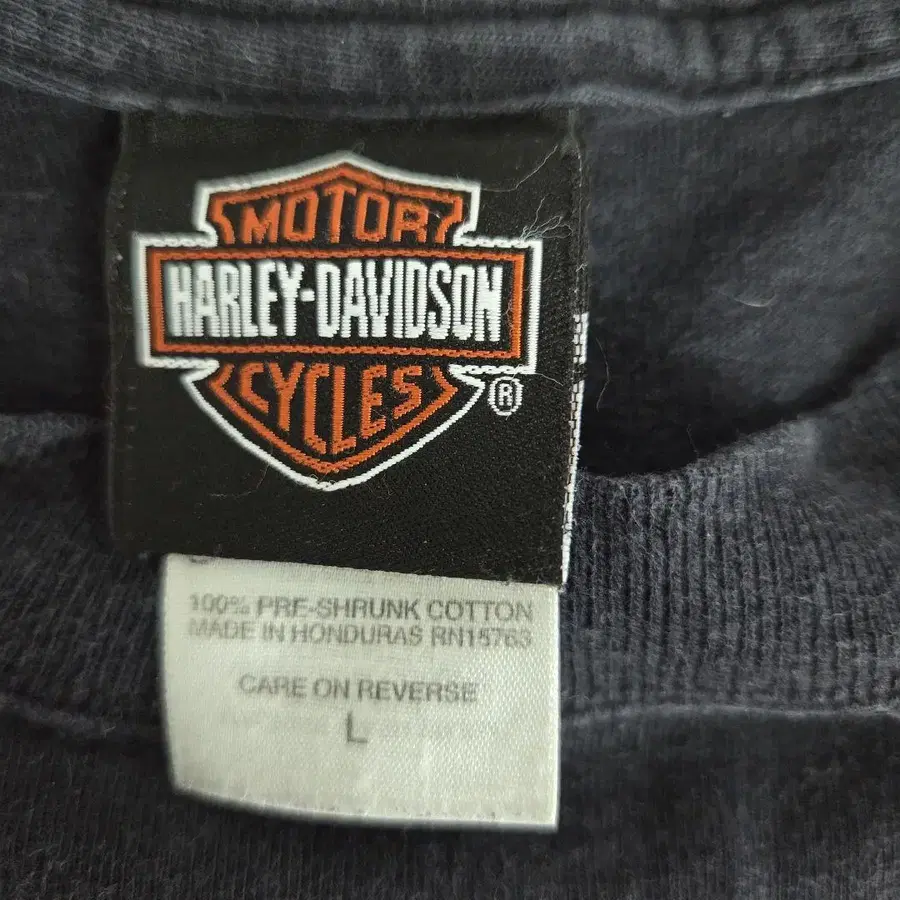 MOTOR
HARLEY-DAVIDSON
CYCLES
®
100% PRE-SHRUNK COTTON
MADE IN HONDURAS RN15763
CARE ON REVERSE
L